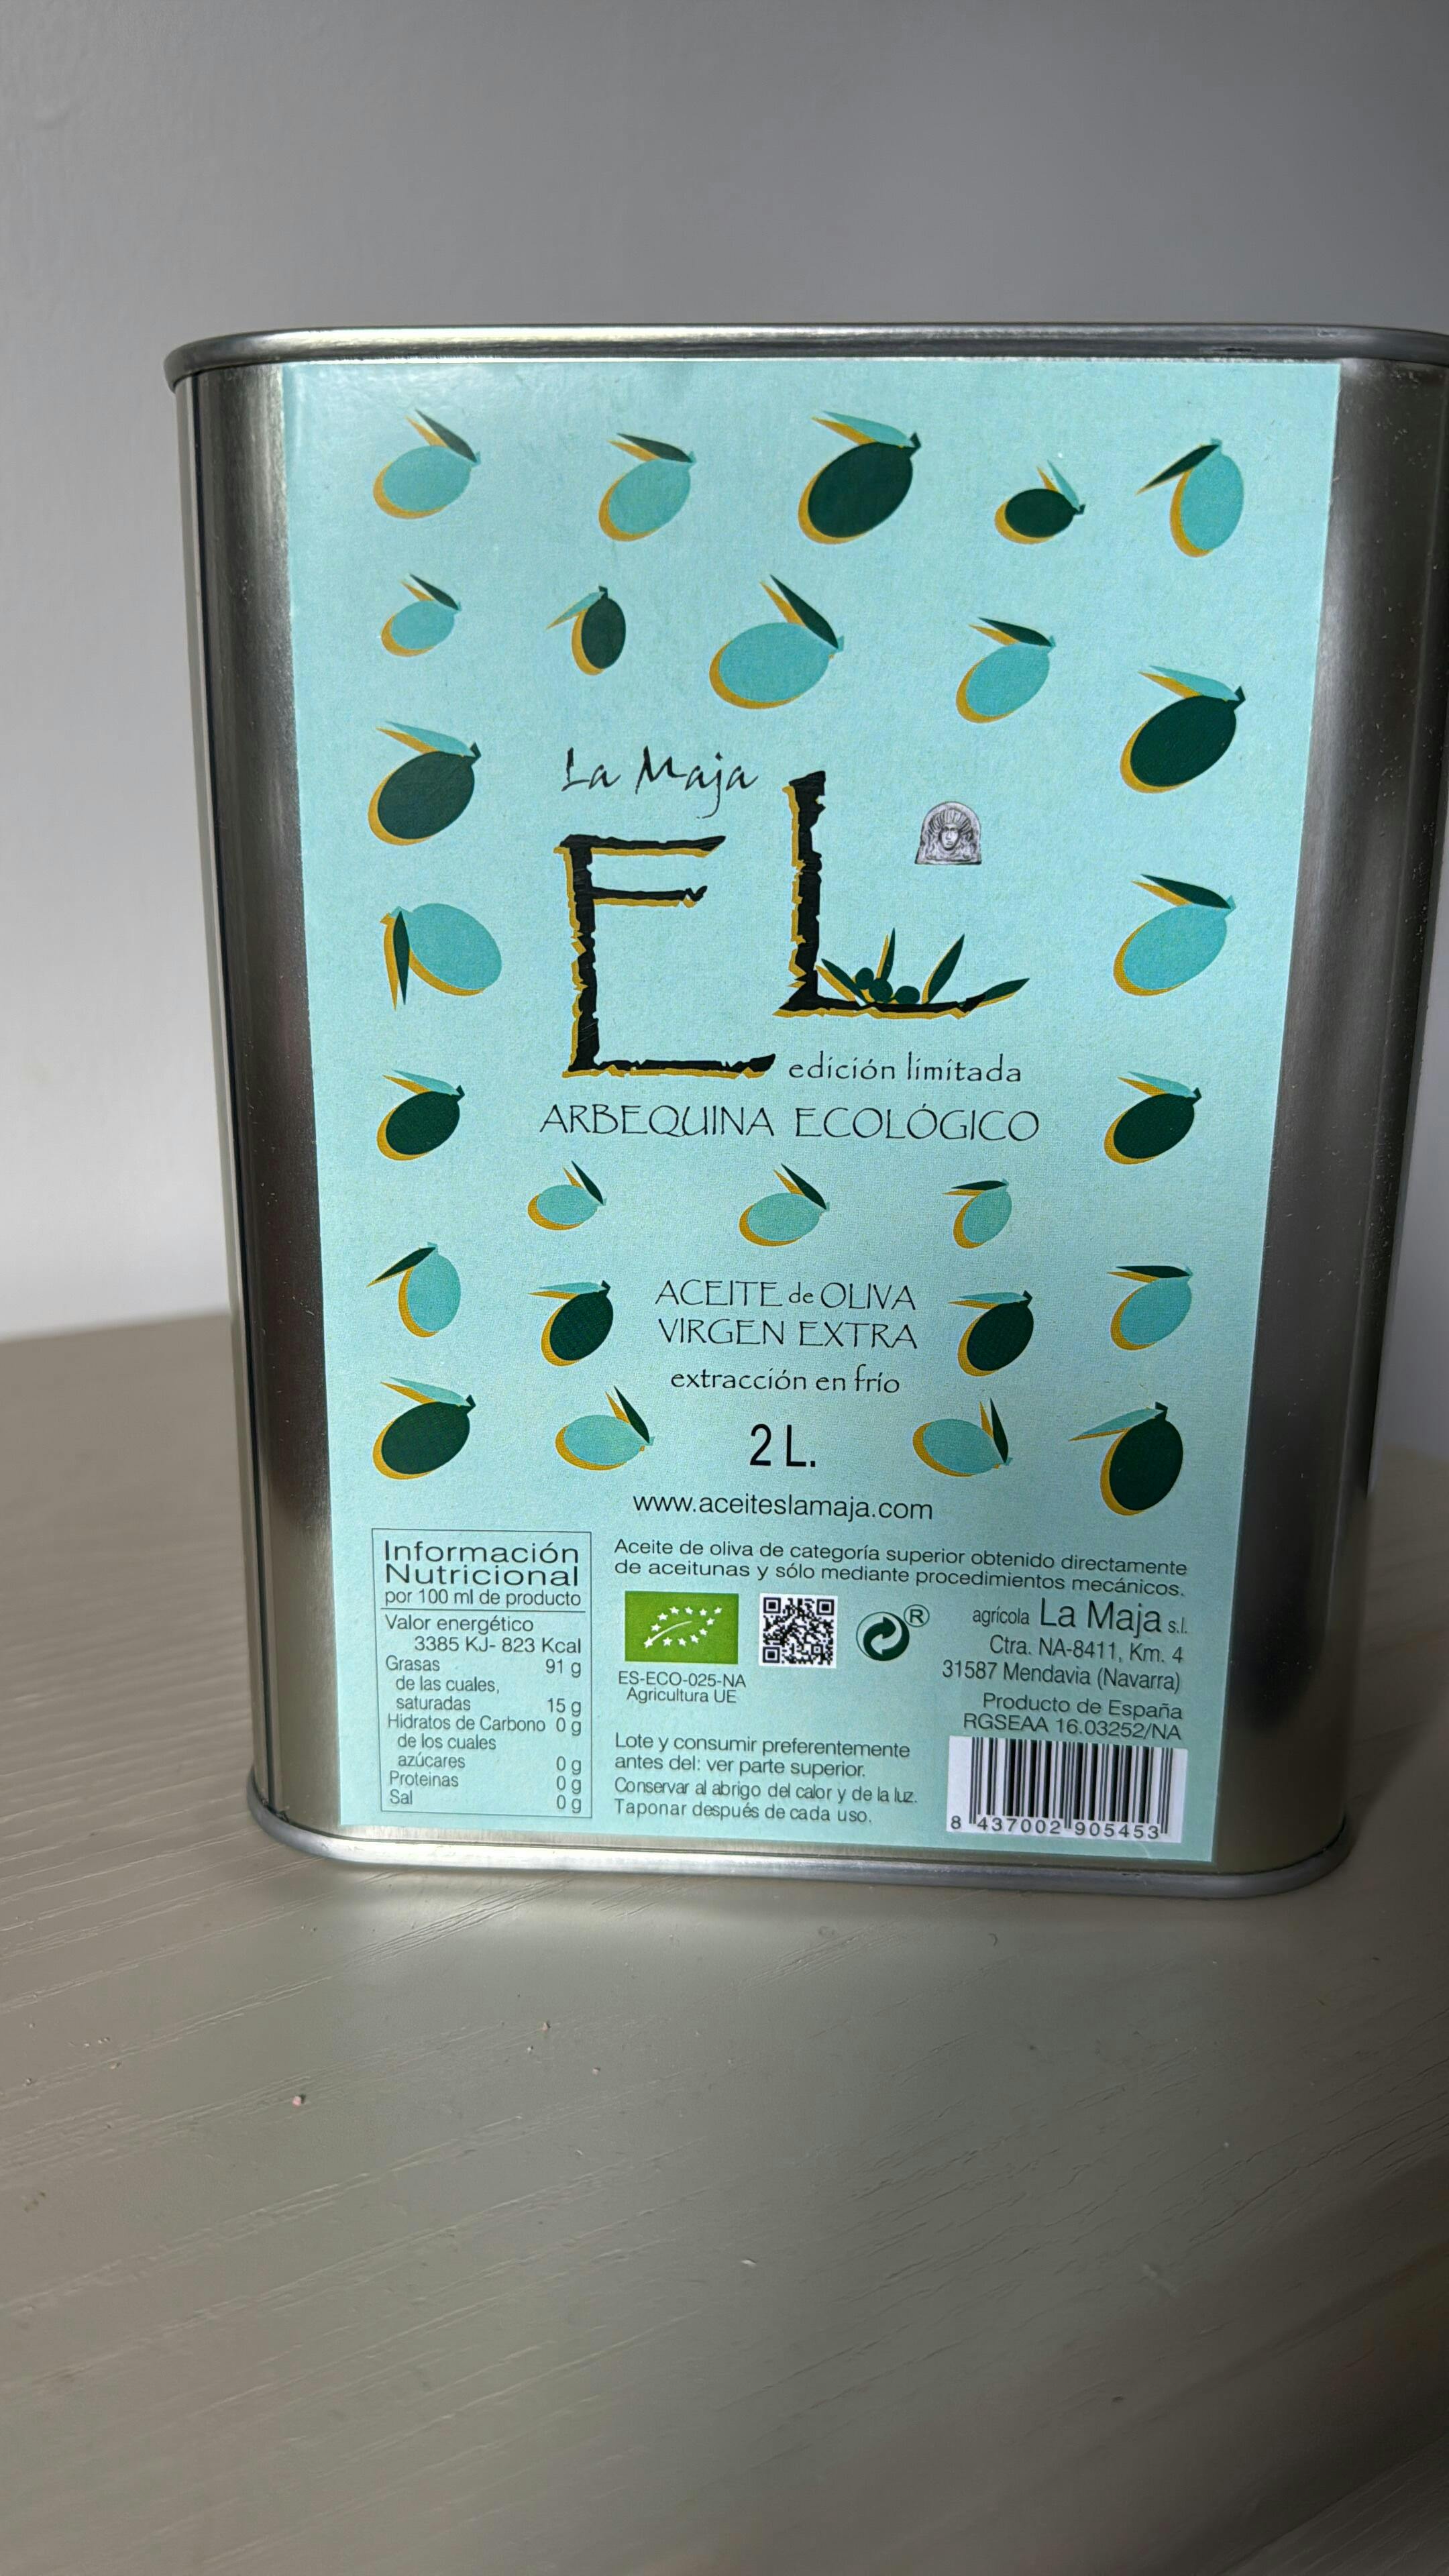 La Maja
EL
edición limitada
ARBEQUINA ECOLÓGICO
ACEITE de OLIVA
VIRGEN EXTRA
extracción en frío
2 L.
www.aceiteslamaja.com
Información
Nutricional
por 100 ml de producto
Valor energético
3385 KJ- 823 Kcal
Grasas 91 g
de las cuales,
saturadas 15 g
Hidratos de Carbono 0 g
de los cuales
azúcares 0 g
Proteinas 0 g
Sal 0 g
Aceite de oliva de categoría superior obtenido directamente
de aceitunas y sólo mediante procedimientos mecánicos.
ES-ECO-025-NA
Agricultura UE
®
agrícola La Maja s.l.
Ctra. NA-8411, Km. 4
31587 Mendavia (Navarra)
Producto de España
RGSEAA 16.03252/NA
Lote y consumir preferentemente
antes del: ver parte superior.
Conservar al abrigo del calor y de la luz.
Taponar después de cada uso.
8 437002 905453